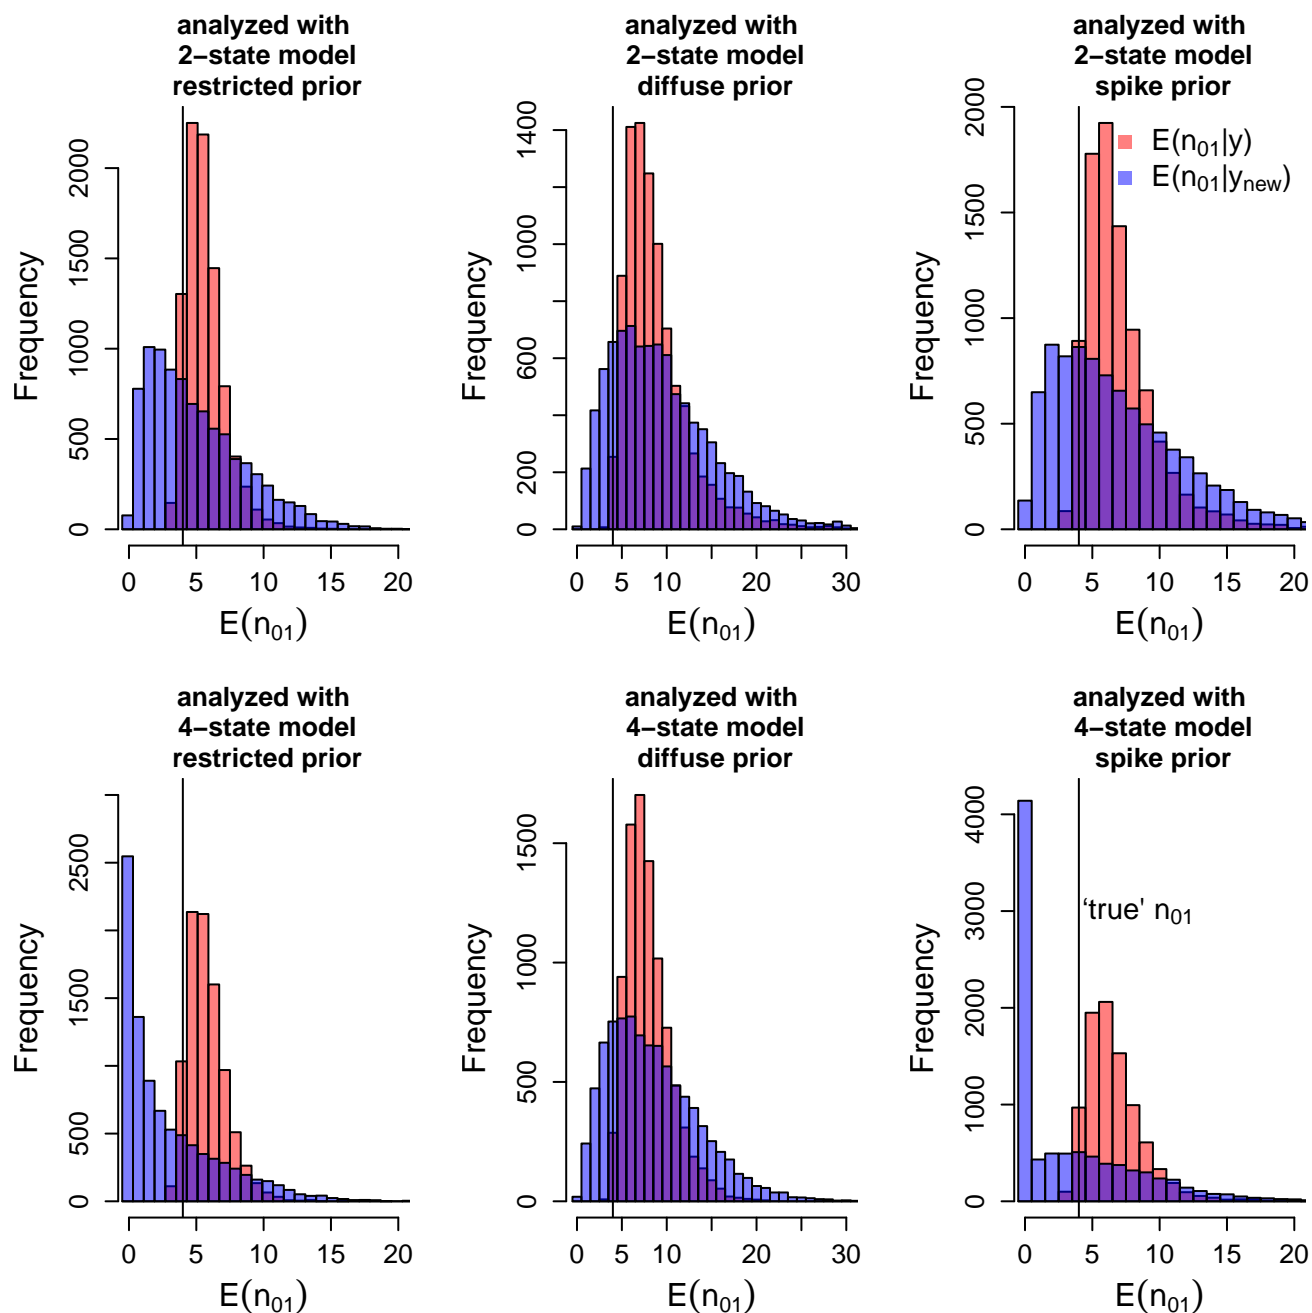 analyzed with
2−state model
restricted prior
Frequency
0
500
1000
1500
2000
0 5 10 15 20
E(n₀₁)
analyzed with
2−state model
diffuse prior
Frequency
0
200
600
1000
1400
0 5 10 20 30
E(n₀₁)
analyzed with
2−state model
spike prior
E(n₀₁|y)
E(n₀₁|yₙₑw)
Frequency
0
500
1000
1500
2000
0 5 10 15 20
E(n₀₁)
analyzed with
4−state model
restricted prior
Frequency
0
500
1500
2500
0 5 10 15 20
E(n₀₁)
analyzed with
4−state model
diffuse prior
Frequency
0
500
1000
1500
0 5 10 20 30
E(n₀₁)
analyzed with
4−state model
spike prior
‘true' n₀₁
Frequency
0
1000
2000
3000
4000
0 5 10 15 20
E(n₀₁)